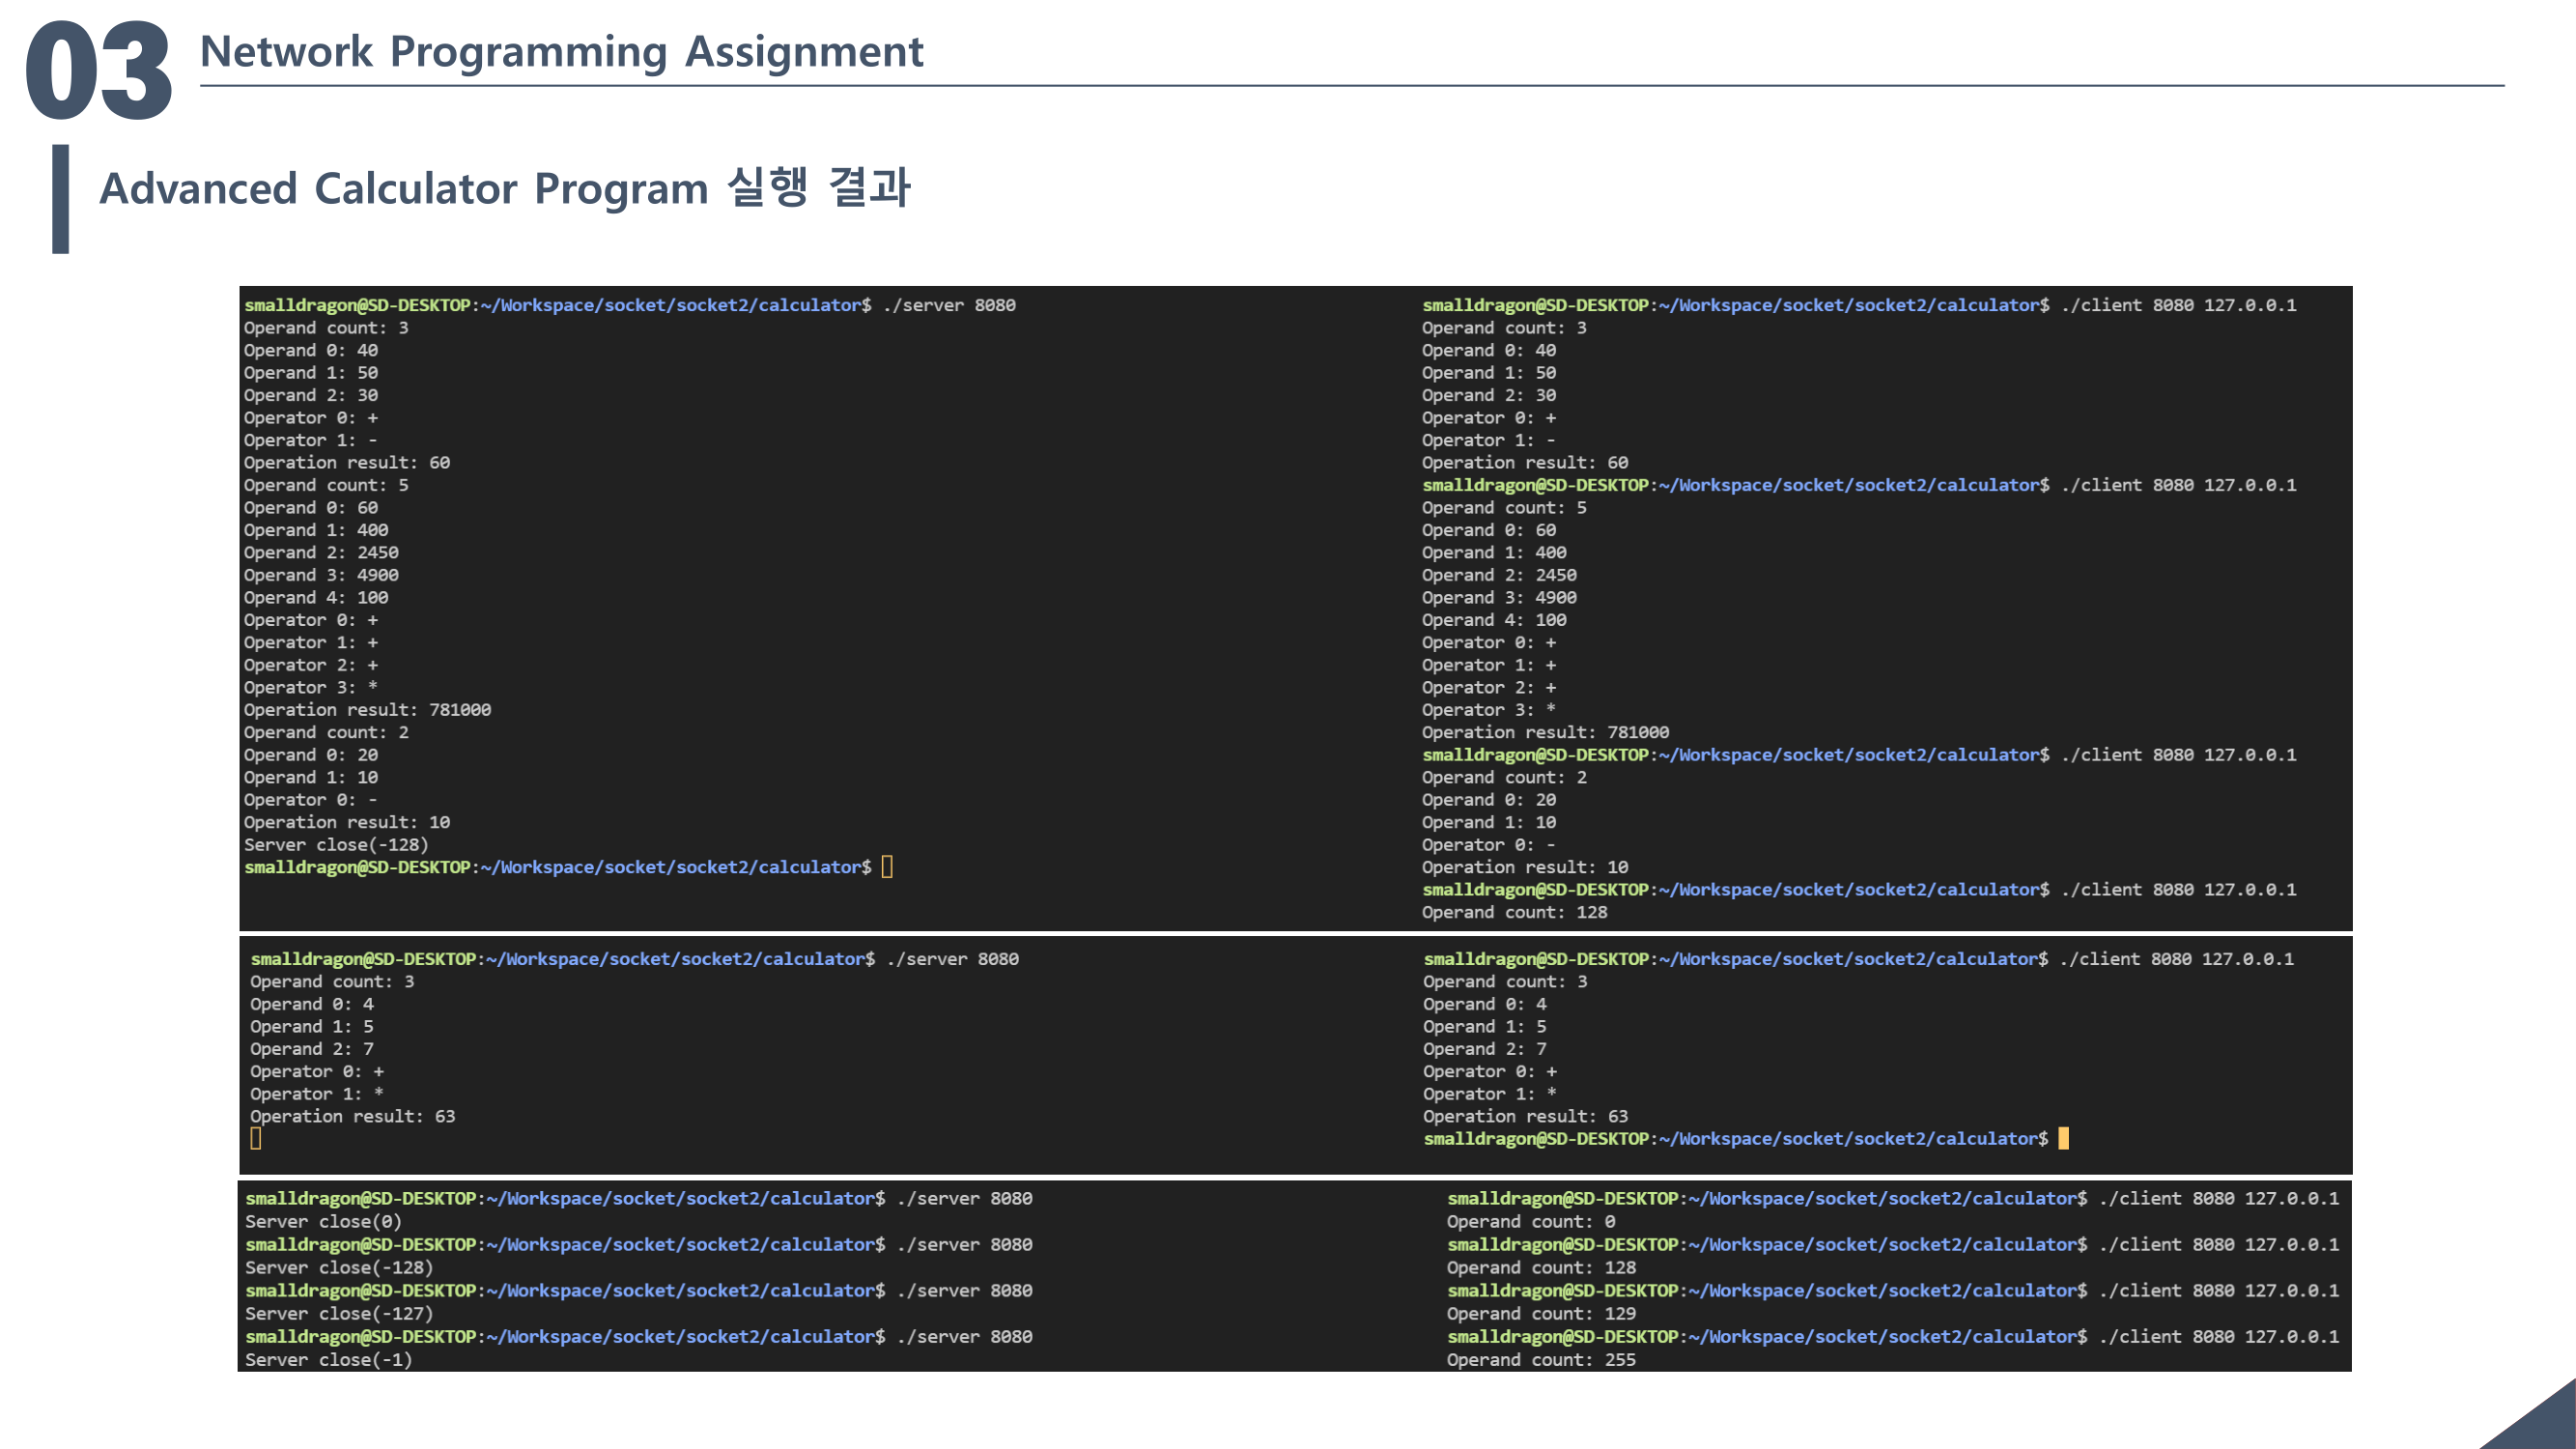 03
Network Programming Assignment
Advanced Calculator Program 실행 결과
smalldragon@SD-DESKTOP:~/Workspace/socket/socket2/calculator$ ./server 8080
Operand count: 3
Operand 0: 40
Operand 1: 50
Operand 2: 30
Operator 0: +
Operator 1: -
Operation result: 60
Operand count: 5
Operand 0: 60
Operand 1: 400
Operand 2: 2450
Operand 3: 4900
Operand 4: 100
Operator 0: +
Operator 1: +
Operator 2: +
Operator 3: *
Operation result: 781000
Operand count: 2
Operand 0: 20
Operand 1: 10
Operator 0: -
Operation result: 10
Server close(-128)
smalldragon@SD-DESKTOP:~/Workspace/socket/socket2/calculator$
smalldragon@SD-DESKTOP:~/Workspace/socket/socket2/calculator$ ./client 8080 127.0.0.1
Operand count: 3
Operand 0: 40
Operand 1: 50
Operand 2: 30
Operator 0: +
Operator 1: -
Operation result: 60
smalldragon@SD-DESKTOP:~/Workspace/socket/socket2/calculator$ ./client 8080 127.0.0.1
Operand count: 5
Operand 0: 60
Operand 1: 400
Operand 2: 2450
Operand 3: 4900
Operand 4: 100
Operator 0: +
Operator 1: +
Operator 2: +
Operator 3: *
Operation result: 781000
smalldragon@SD-DESKTOP:~/Workspace/socket/socket2/calculator$ ./client 8080 127.0.0.1
Operand count: 2
Operand 0: 20
Operand 1: 10
Operator 0: -
Operation result: 10
smalldragon@SD-DESKTOP:~/Workspace/socket/socket2/calculator$ ./client 8080 127.0.0.1
Operand count: 128
smalldragon@SD-DESKTOP:~/Workspace/socket/socket2/calculator$ ./server 8080
Operand count: 3
Operand 0: 4
Operand 1: 5
Operand 2: 7
Operator 0: +
Operator 1: *
Operation result: 63
smalldragon@SD-DESKTOP:~/Workspace/socket/socket2/calculator$ ./client 8080 127.0.0.1
Operand count: 3
Operand 0: 4
Operand 1: 5
Operand 2: 7
Operator 0: +
Operator 1: *
Operation result: 63
smalldragon@SD-DESKTOP:~/Workspace/socket/socket2/calculator$
smalldragon@SD-DESKTOP:~/Workspace/socket/socket2/calculator$ ./server 8080
Server close(0)
smalldragon@SD-DESKTOP:~/Workspace/socket/socket2/calculator$ ./server 8080
Server close(-128)
smalldragon@SD-DESKTOP:~/Workspace/socket/socket2/calculator$ ./server 8080
Server close(-127)
smalldragon@SD-DESKTOP:~/Workspace/socket/socket2/calculator$ ./server 8080
Server close(-1)
smalldragon@SD-DESKTOP:~/Workspace/socket/socket2/calculator$ ./client 8080 127.0.0.1
Operand count: 0
smalldragon@SD-DESKTOP:~/Workspace/socket/socket2/calculator$ ./client 8080 127.0.0.1
Operand count: 128
smalldragon@SD-DESKTOP:~/Workspace/socket/socket2/calculator$ ./client 8080 127.0.0.1
Operand count: 129
smalldragon@SD-DESKTOP:~/Workspace/socket/socket2/calculator$ ./client 8080 127.0.0.1
Operand count: 255